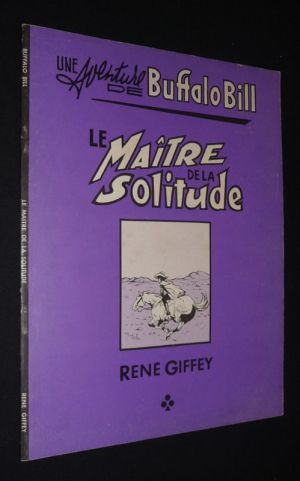 UNE Aventure
DE Buffalo Bill
LE MAÎTRE
DE LA
Solitude
RENÉ GIFFEY
BUFFALO BILL
LE MAITRE DE LA SOLITUDE
RENE GIFFEY